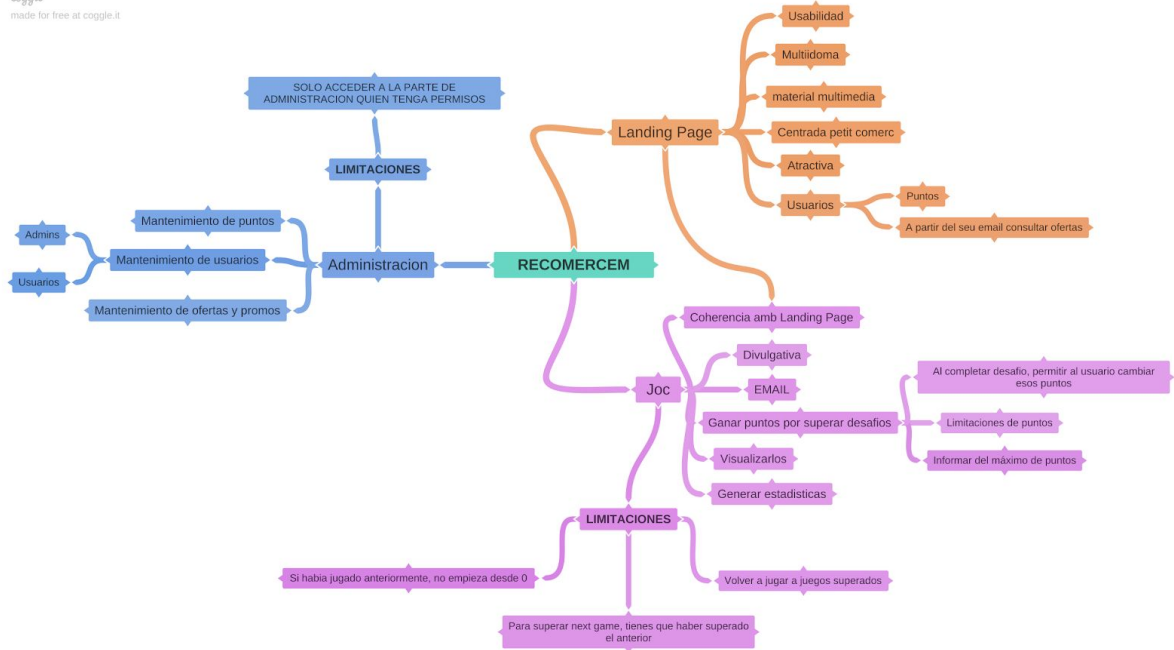 coggle
made for free at coggle.it
SOLO ACCEDER A LA PARTE DE
ADMINISTRACION QUIEN TENGA PERMISOS
LIMITACIONES
Mantenimiento de puntos
Admins
Mantenimiento de usuarios
Usuarios
Mantenimiento de ofertas y promos
Administracion
RECOMERCEM
Landing Page
Usabilidad
Multiidoma
material multimedia
Centrada petit comerc
Atractiva
Usuarios
Puntos
A partir del seu email consultar ofertas
Coherencia amb Landing Page
Joc
Divulgativa
EMAIL
Ganar puntos por superar desafios
Al completar desafio, permitir al usuario cambiar
esos puntos
Limitaciones de puntos
Informar del máximo de puntos
Visualizarlos
Generar estadisticas
LIMITACIONES
Si habia jugado anteriormente, no empieza desde 0
Volver a jugar a juegos superados
Para superar next game, tienes que haber superado
el anterior